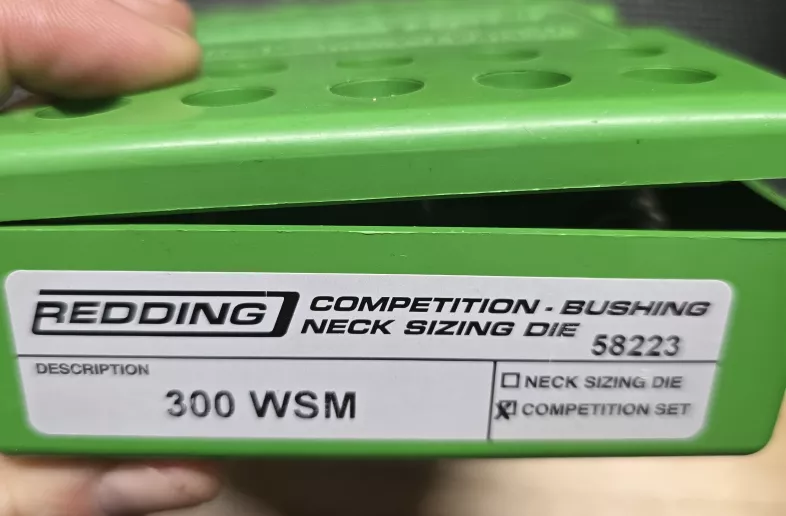 REDDING
COMPETITION - BUSHING
NECK SIZING DIE
58223
DESCRIPTION
300 WSM
NECK SIZING DIE
COMPETITION SET